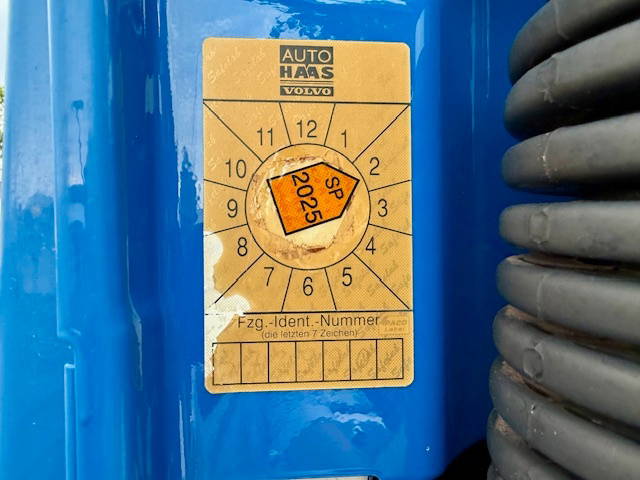 AUTO
HAAS
VOLVO
12
1
2
3
4
5
6
7
8
9
10
11
SP
2025
Fzg.-Ident.-Nummer
(die letzten 7 Zeichen)